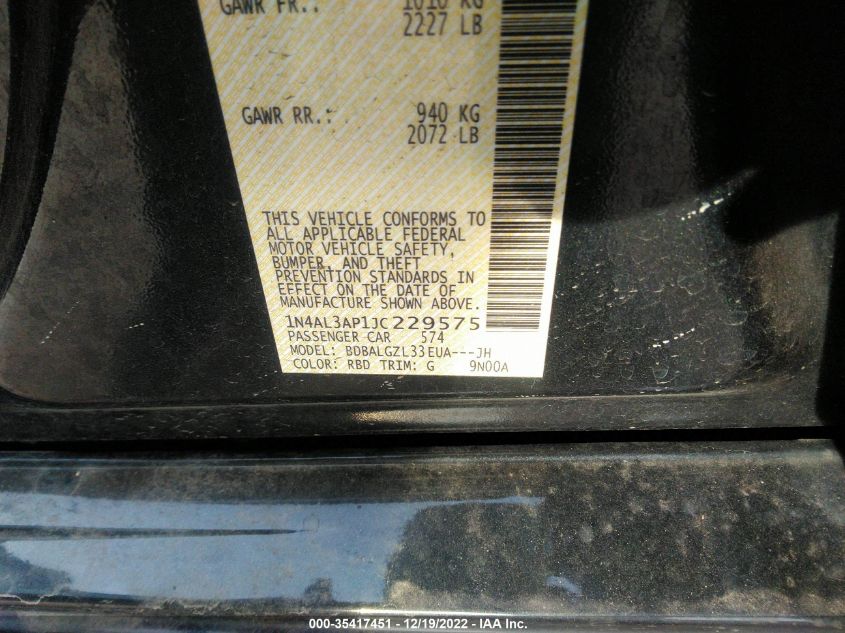 GAWR FR.: 1010 KG
2227 LB
GAWR RR.: 940 KG
2072 LB
THIS VEHICLE CONFORMS TO
ALL APPLICABLE FEDERAL
MOTOR VEHICLE SAFETY,
BUMPER, AND THEFT
PREVENTION STANDARDS IN
EFFECT ON THE DATE OF
MANUFACTURE SHOWN ABOVE.
1N4AL3AP1JC229575
PASSENGER CAR 574
MODEL: BDBALGZL33EUA---JH
COLOR: RBD TRIM: G 9N00A
000-35417451 - 12/19/2022 - IAA Inc.